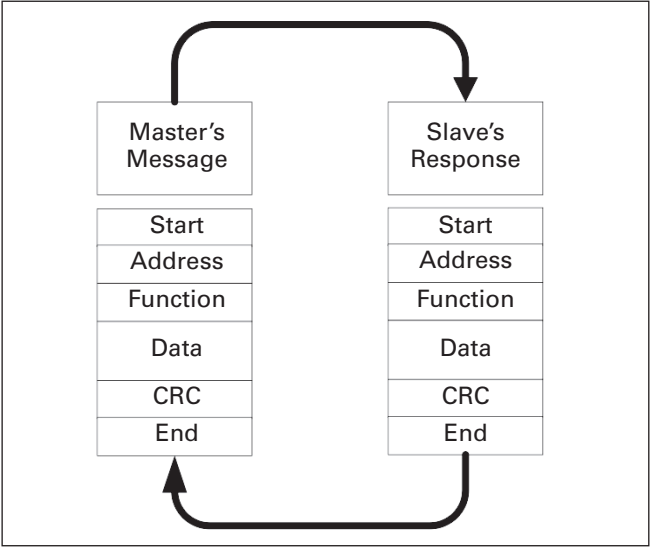 Master's
Message
Start
Address
Function
Data
CRC
End
Slave's
Response
Start
Address
Function
Data
CRC
End